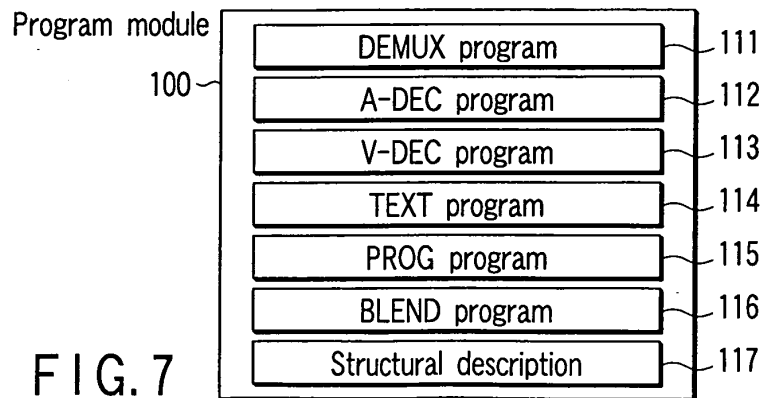 Program module
100
DEMUX program 111
A-DEC program 112
V-DEC program 113
TEXT program 114
PROG program 115
BLEND program 116
Structural description 117
FIG. 7